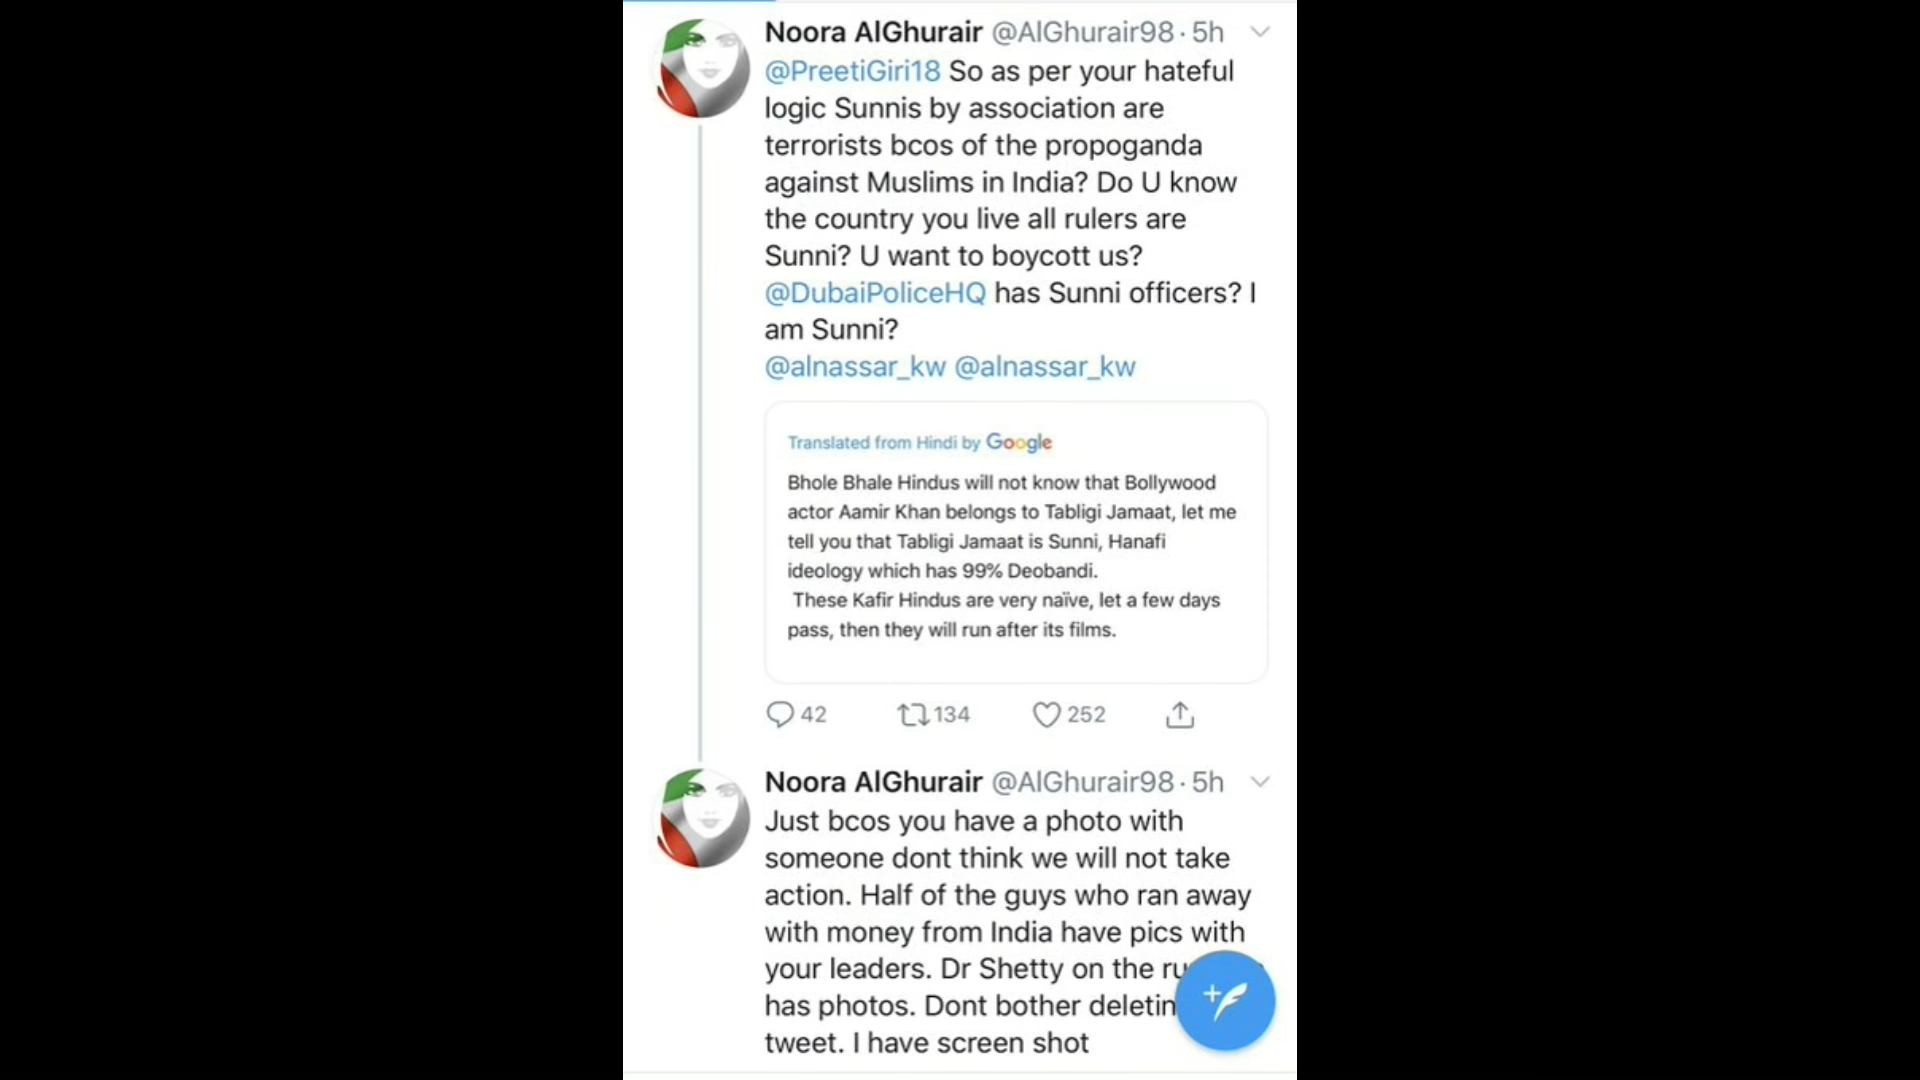 Noora AlGhurair @AlGhurair98 · 5h
@PreetiGiri18 So as per your hateful
logic Sunnis by association are
terrorists bcos of the propoganda
against Muslims in India? Do U know
the country you live all rulers are
Sunni? U want to boycott us?
@DubaiPoliceHQ has Sunni officers? I
am Sunni?
@alnassar_kw @alnassar_kw
Translated from Hindi by Google
Bhole Bhale Hindus will not know that Bollywood
actor Aamir Khan belongs to Tabligi Jamaat, let me
tell you that Tabligi Jamaat is Sunni, Hanafi
ideology which has 99% Deobandi.
These Kafir Hindus are very naïve, let a few days
pass, then they will run after its films.
42 134 252
Noora AlGhurair @AlGhurair98 · 5h
Just bcos you have a photo with
someone dont think we will not take
action. Half of the guys who ran away
with money from India have pics with
your leaders. Dr Shetty on the
has photos. Dont bother
tweet. I have screen shot